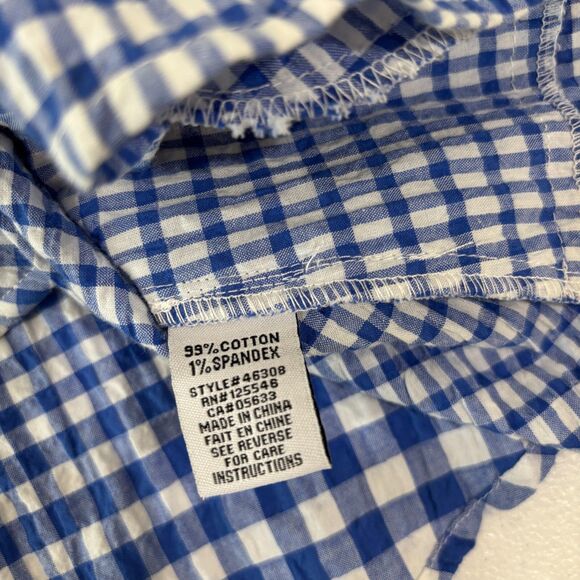 99% COTTON
1% SPANDEX
STYLE#46308
RN#125546
CA#05633
MADE IN CHINA
FAIT EN CHINE
SEE REVERSE
FOR CARE
INSTRUCTIONS